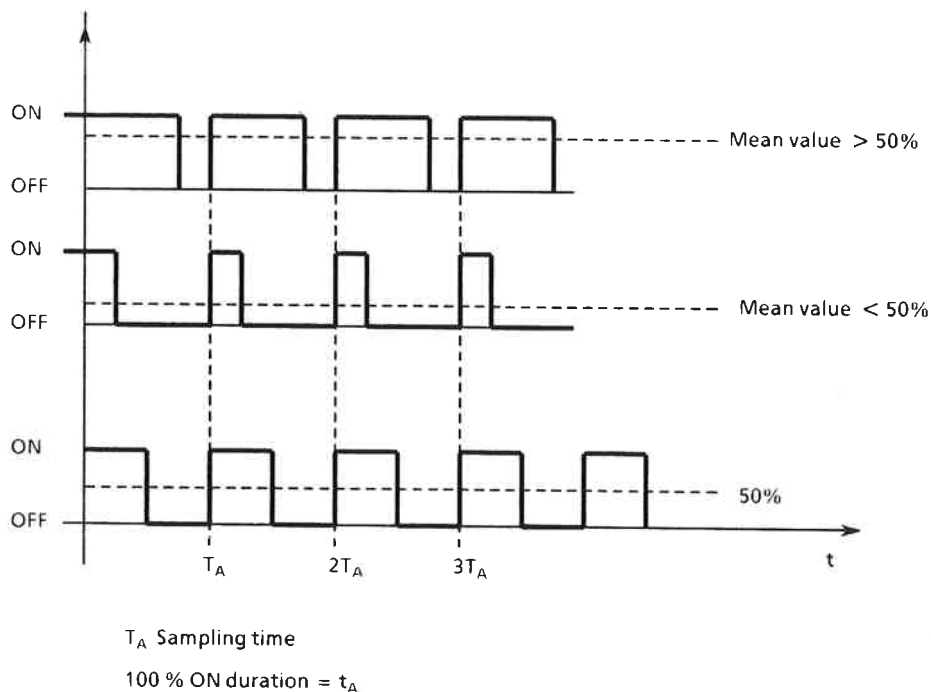 ON
Mean value > 50%
OFF
ON
Mean value < 50%
OFF
ON
50%
OFF
T_A 2T_A 3T_A t
T_A Sampling time
100 % ON duration = t_A